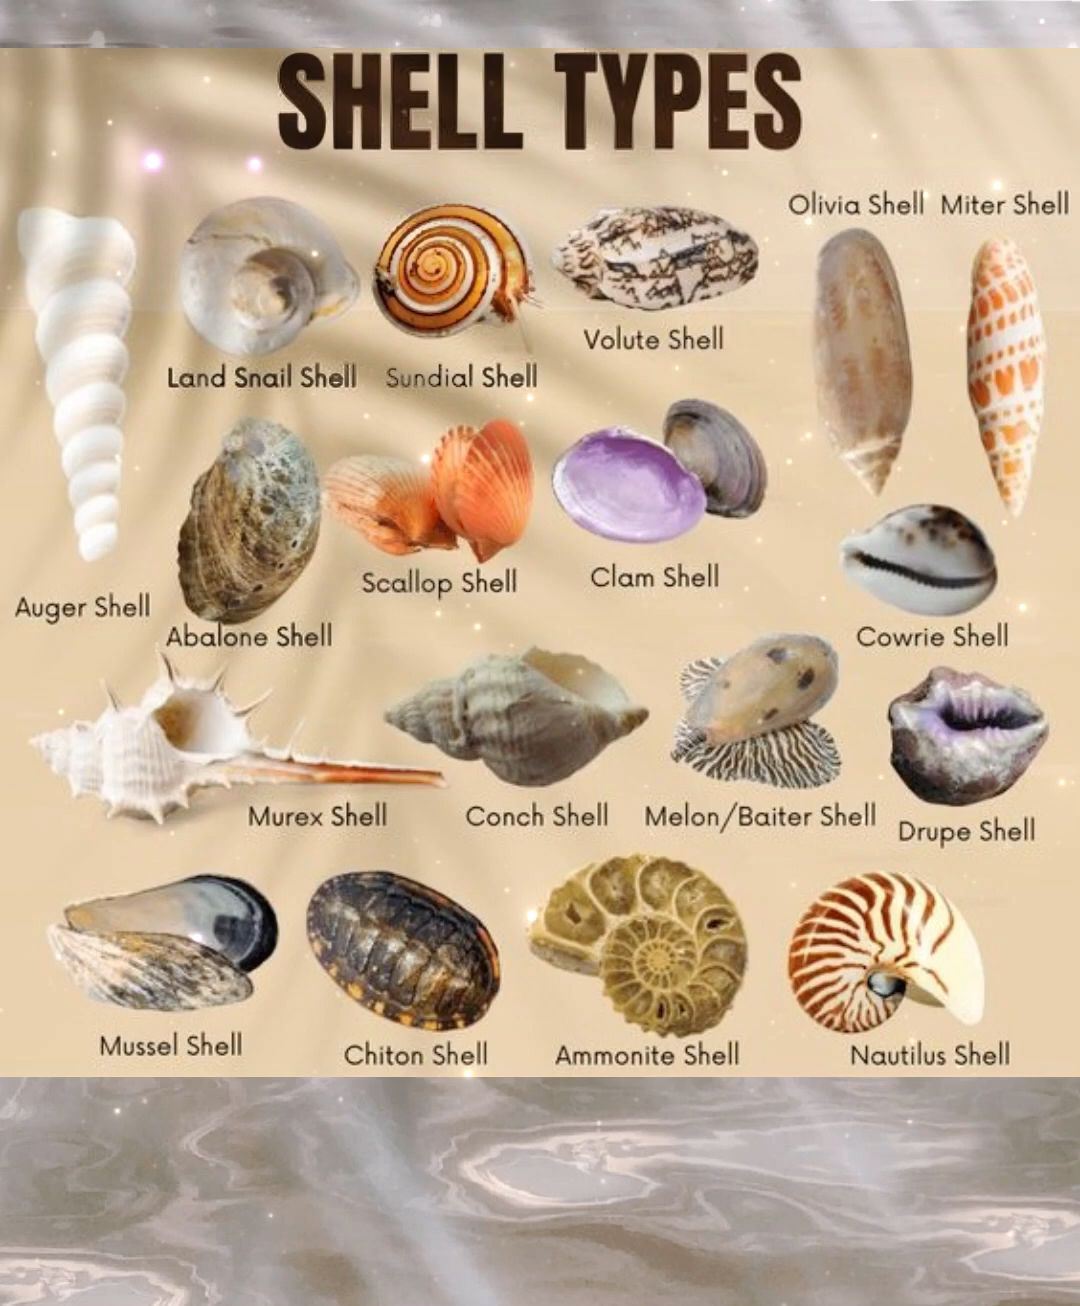 SHELL TYPES
Olivia Shell Miter Shell
Volute Shell
Land Snail Shell Sundial Shell
Scallop Shell Clam Shell
Auger Shell
Abalone Shell Cowrie Shell
Murex Shell Conch Shell Melon/Baiter Shell Drupe Shell
Mussel Shell Chiton Shell Ammonite Shell Nautilus Shell